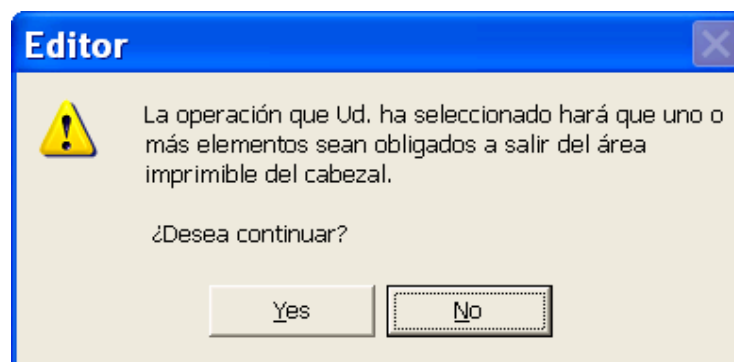 Editor
La operación que Ud. ha seleccionado hará que uno o
más elementos sean obligados a salir del área
imprimible del cabezal.
¿Desea continuar?
Yes
No